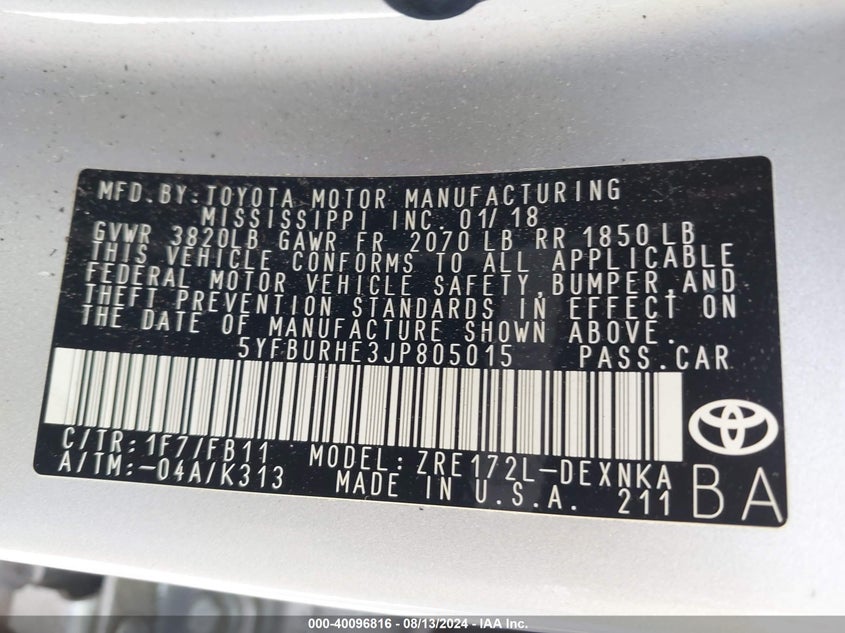 MFD.BY:TOYOTA MOTOR MANUFACTURING
MISSISSIPPI INC. 01/18
GVWR 3820LB GAWR FR 2070 LB RR 1850 LB
THIS VEHICLE CONFORMS TO ALL APPLICABLE
FEDERAL MOTOR VEHICLE SAFETY, BUMPER, AND
THEFT PREVENTION STANDARDS IN EFFECT ON
THE DATE OF MANUFACTURE SHOWN ABOVE.
5YFBURHE3JP805015 PASS.CAR
C/TR:1F7/FB11 MODEL:ZRE172L-DEXNKA
A/TM:-04A/K313 MADE IN U.S.A. 211
BA
000-40096816 - 08/13/2024 - IAA Inc.